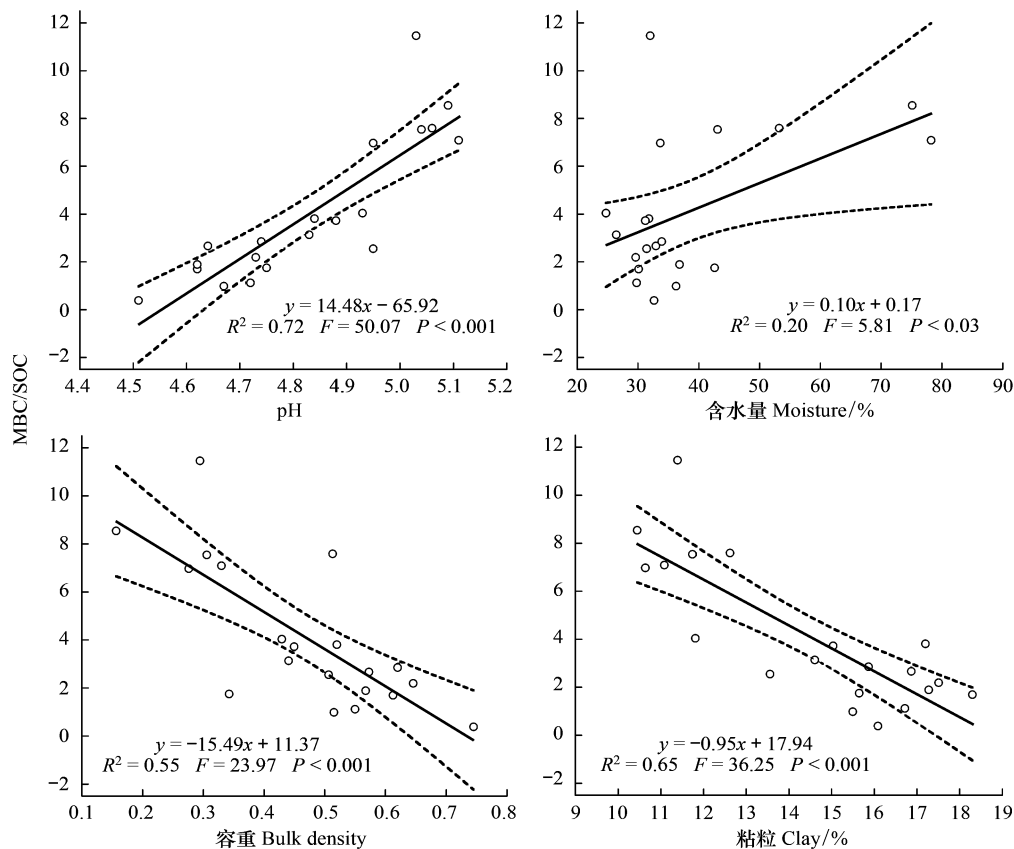 MBC/SOC
12
10
8
6
4
2
0
−2
y = 14.48x − 65.92
R² = 0.72 F = 50.07 P < 0.001
4.4 4.5 4.6 4.7 4.8 4.9 5.0 5.1 5.2
pH
12
10
8
6
4
2
0
−2
y = 0.10x + 0.17
R² = 0.20 F = 5.81 P < 0.03
20 30 40 50 60 70 80 90
含水量 Moisture/%
12
10
8
6
4
2
0
−2
y = −15.49x + 11.37
R² = 0.55 F = 23.97 P < 0.001
0.1 0.2 0.3 0.4 0.5 0.6 0.7 0.8
容重 Bulk density
12
10
8
6
4
2
0
−2
y = −0.95x + 17.94
R² = 0.65 F = 36.25 P < 0.001
9 10 11 12 13 14 15 16 17 18 19
粘粒 Clay/%